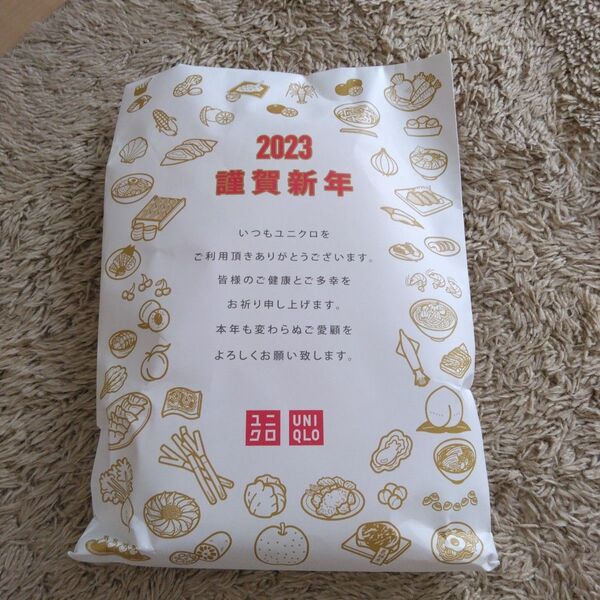 2023
謹賀新年
いつもユニクロを
ご利用頂きありがとうございます。
皆様のご健康とご多幸を
お祈り申し上げます。
本年も変わらぬご愛顧を
よろしくお願い致します。
ユニ UNI
クロ QLO